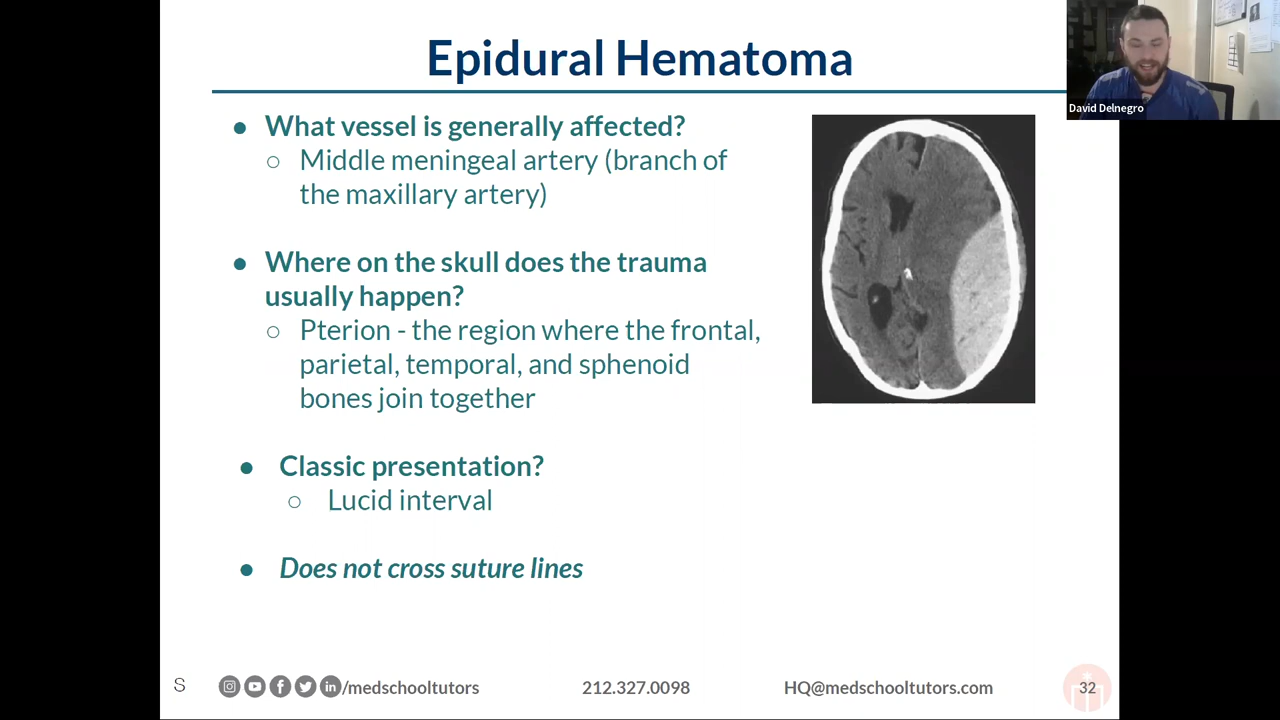 Epidural Hematoma
David Delnegro
● What vessel is generally affected?
○ Middle meningeal artery (branch of
the maxillary artery)
● Where on the skull does the trauma
usually happen?
○ Pterion - the region where the frontal,
parietal, temporal, and sphenoid
bones join together
● Classic presentation?
○ Lucid interval
● Does not cross suture lines
S
/medschooltutors
212.327.0098
HQ@medschooltutors.com
32